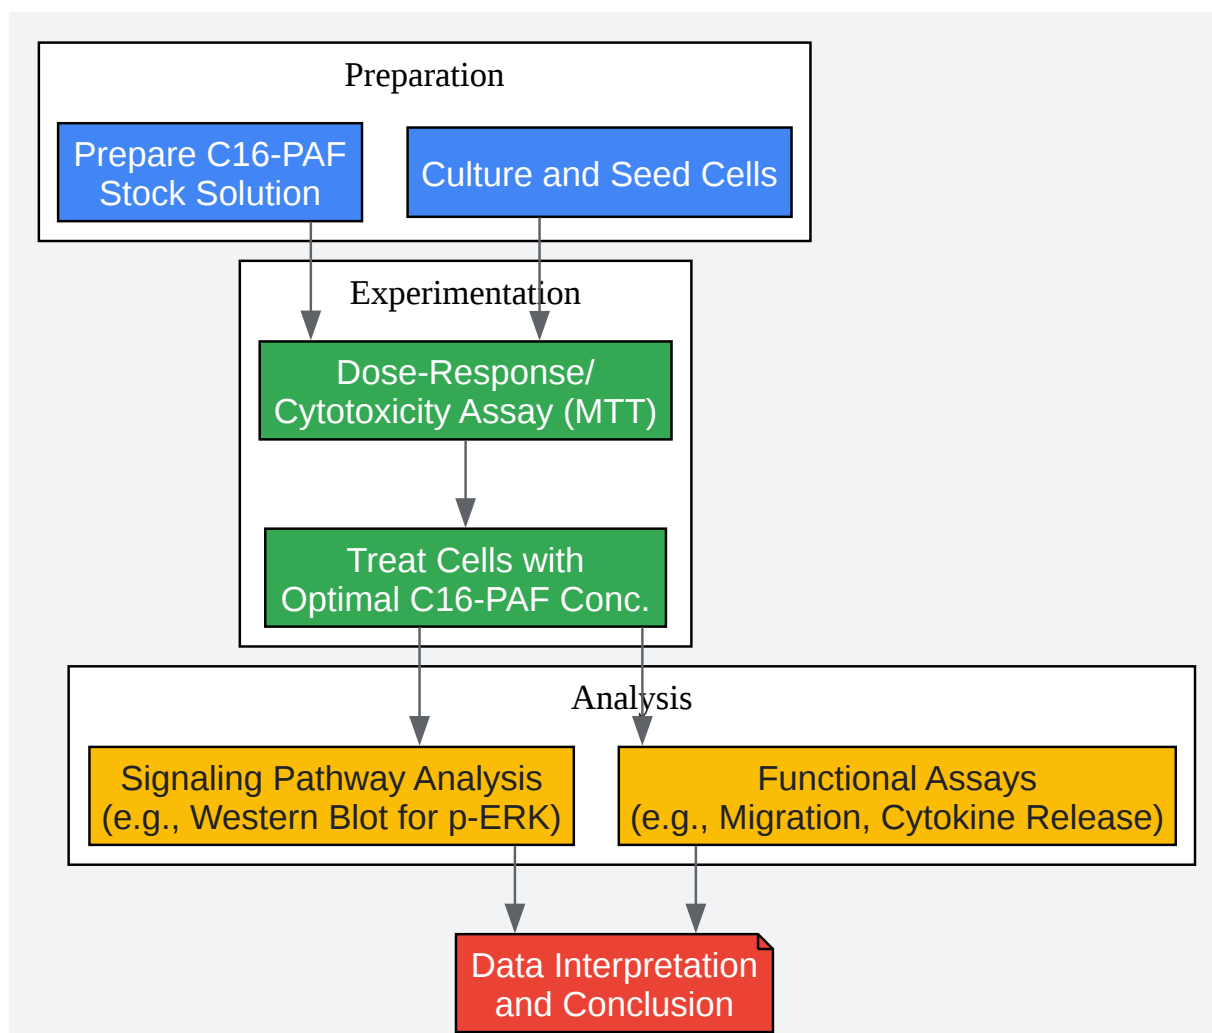 Preparation
Prepare C16-PAF
Stock Solution
Culture and Seed Cells
Experimentation
Dose-Response/
Cytotoxicity Assay (MTT)
Treat Cells with
Optimal C16-PAF Conc.
Analysis
Signaling Pathway Analysis
(e.g., Western Blot for p-ERK)
Functional Assays
(e.g., Migration, Cytokine Release)
Data Interpretation
and Conclusion